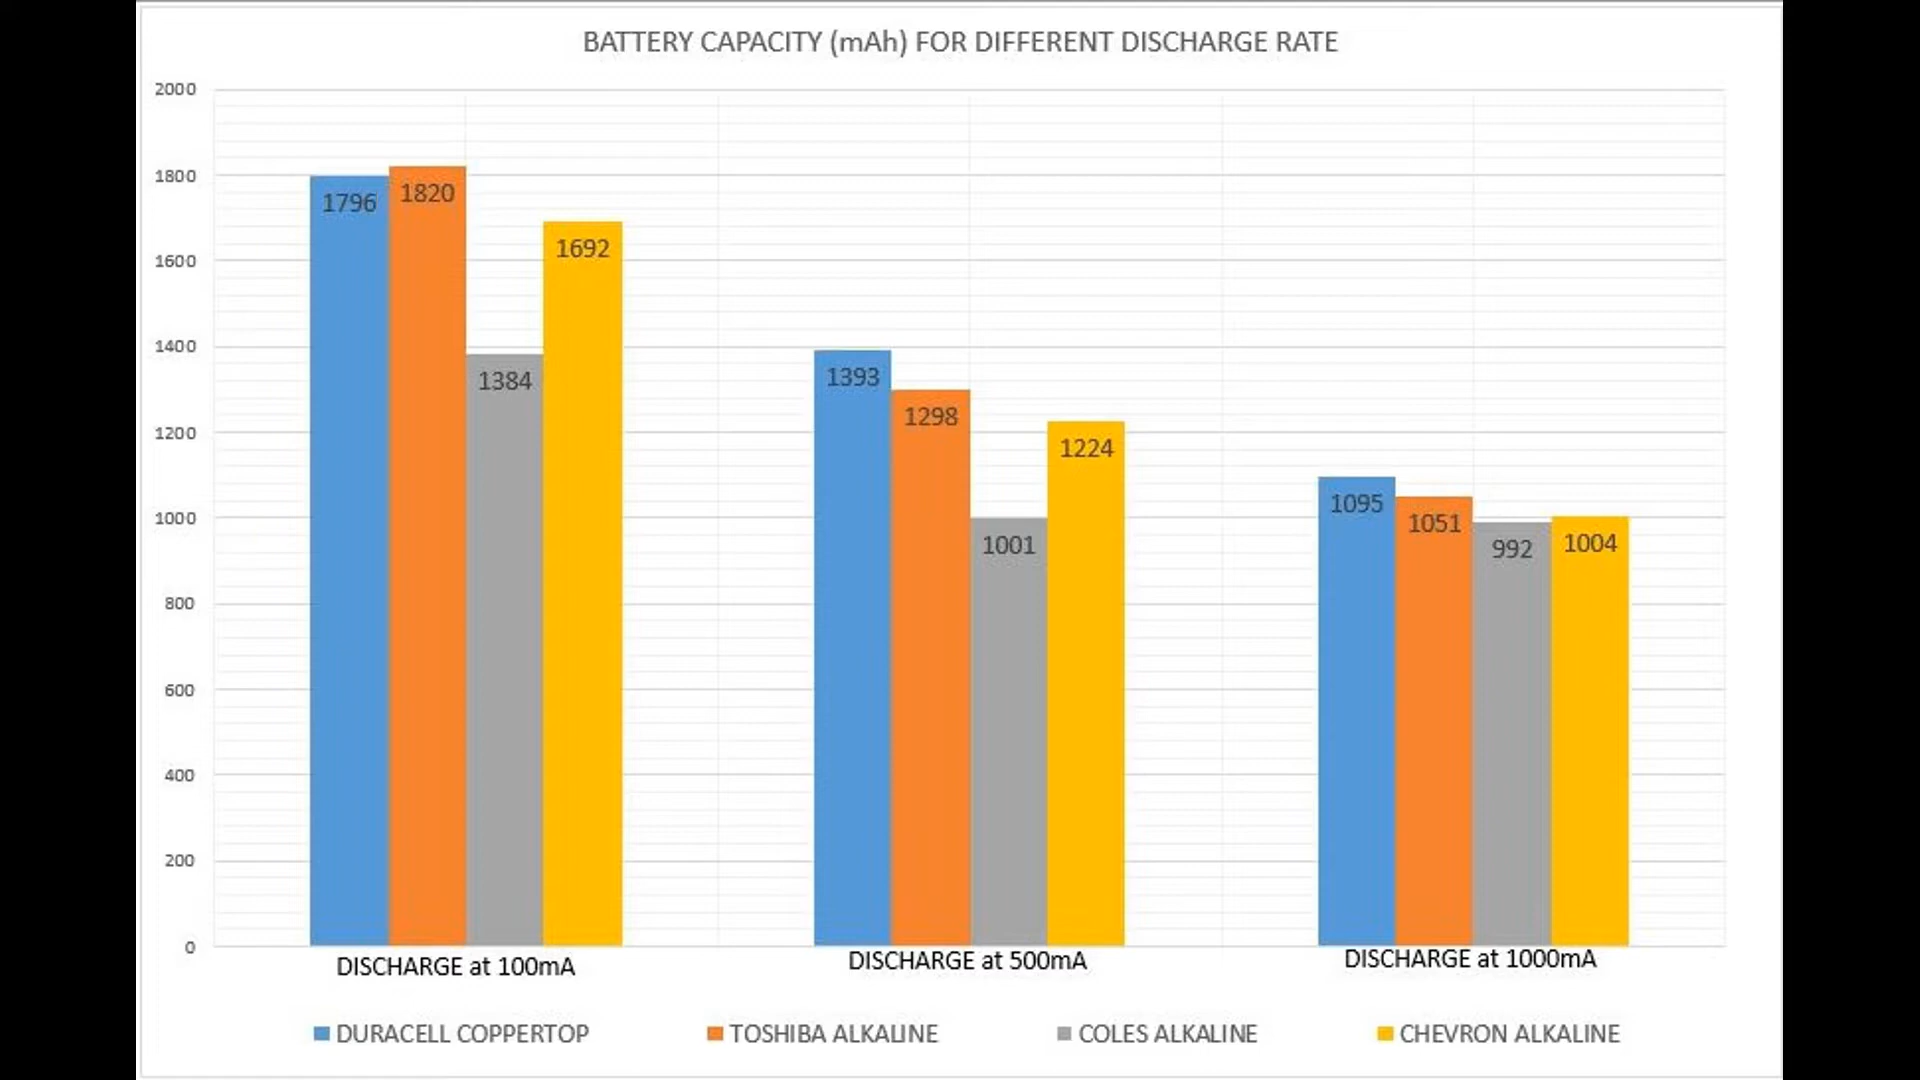 BATTERY CAPACITY (mAh) FOR DIFFERENT DISCHARGE RATE
2000
1800
1600
1400
1200
1000
800
600
400
200
0
1796
1820
1384
1692
1393
1298
1001
1224
1095
1051
992
1004
DISCHARGE at 100mA
DISCHARGE at 500mA
DISCHARGE at 1000mA
DURACELL COPPERTOP
TOSHIBA ALKALINE
COLES ALKALINE
CHEVRON ALKALINE